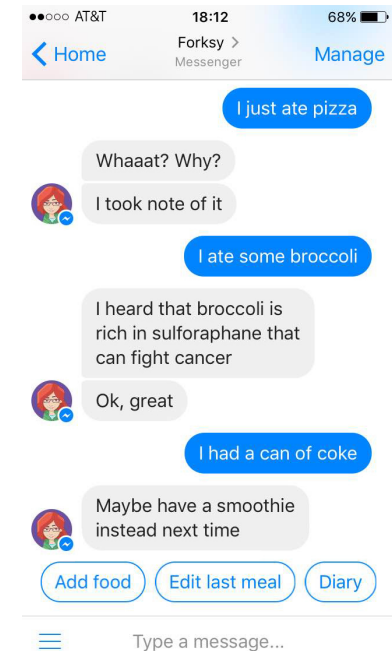 AT&T 18:12 68%
Home Forksy > Manage
Messenger
I just ate pizza
Whaaat? Why?
I took note of it
I ate some broccoli
I heard that broccoli is
rich in sulforaphane that
can fight cancer
Ok, great
I had a can of coke
Maybe have a smoothie
instead next time
Add food Edit last meal Diary
Type a message...